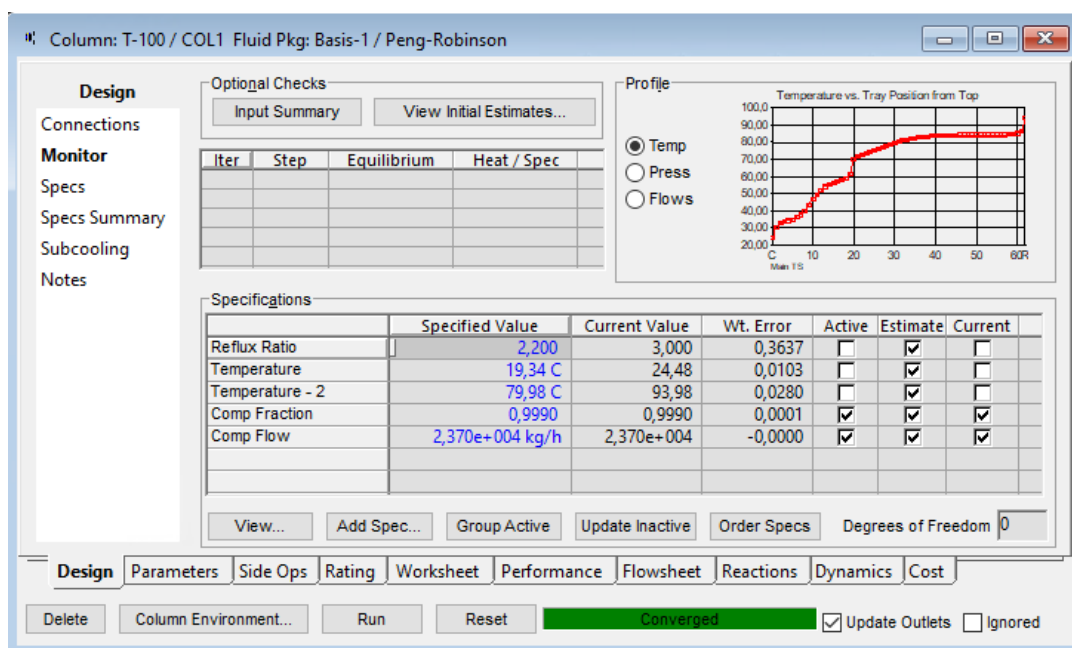 Column: T-100 / COL1 Fluid Pkg: Basis-1 / Peng-Robinson
Design
Connections
Monitor
Specs
Specs Summary
Subcooling
Notes
Optional Checks
Input Summary
View Initial Estimates...
Iter Step Equilibrium Heat / Spec
Profile
Temp
Press
Flows
Temperature vs. Tray Position from Top
100,0
90,00
80,00
70,00
60,00
50,00
40,00
30,00
20,00
C 10 20 30 40 50 60R
Main TS
Specifications
Specified Value Current Value Wt. Error Active Estimate Current
Reflux Ratio 2,200 3,000 0,3637
Temperature 19,34 C 24,48 0,0103
Temperature - 2 79,98 C 93,98 0,0280
Comp Fraction 0,9990 0,9990 0,0001
Comp Flow 2,370e+004 kg/h 2,370e+004 -0,0000
View... Add Spec... Group Active Update Inactive Order Specs Degrees of Freedom 0
Design Parameters Side Ops Rating Worksheet Performance Flowsheet Reactions Dynamics Cost
Delete Column Environment... Run Reset Converged Update Outlets Ignored